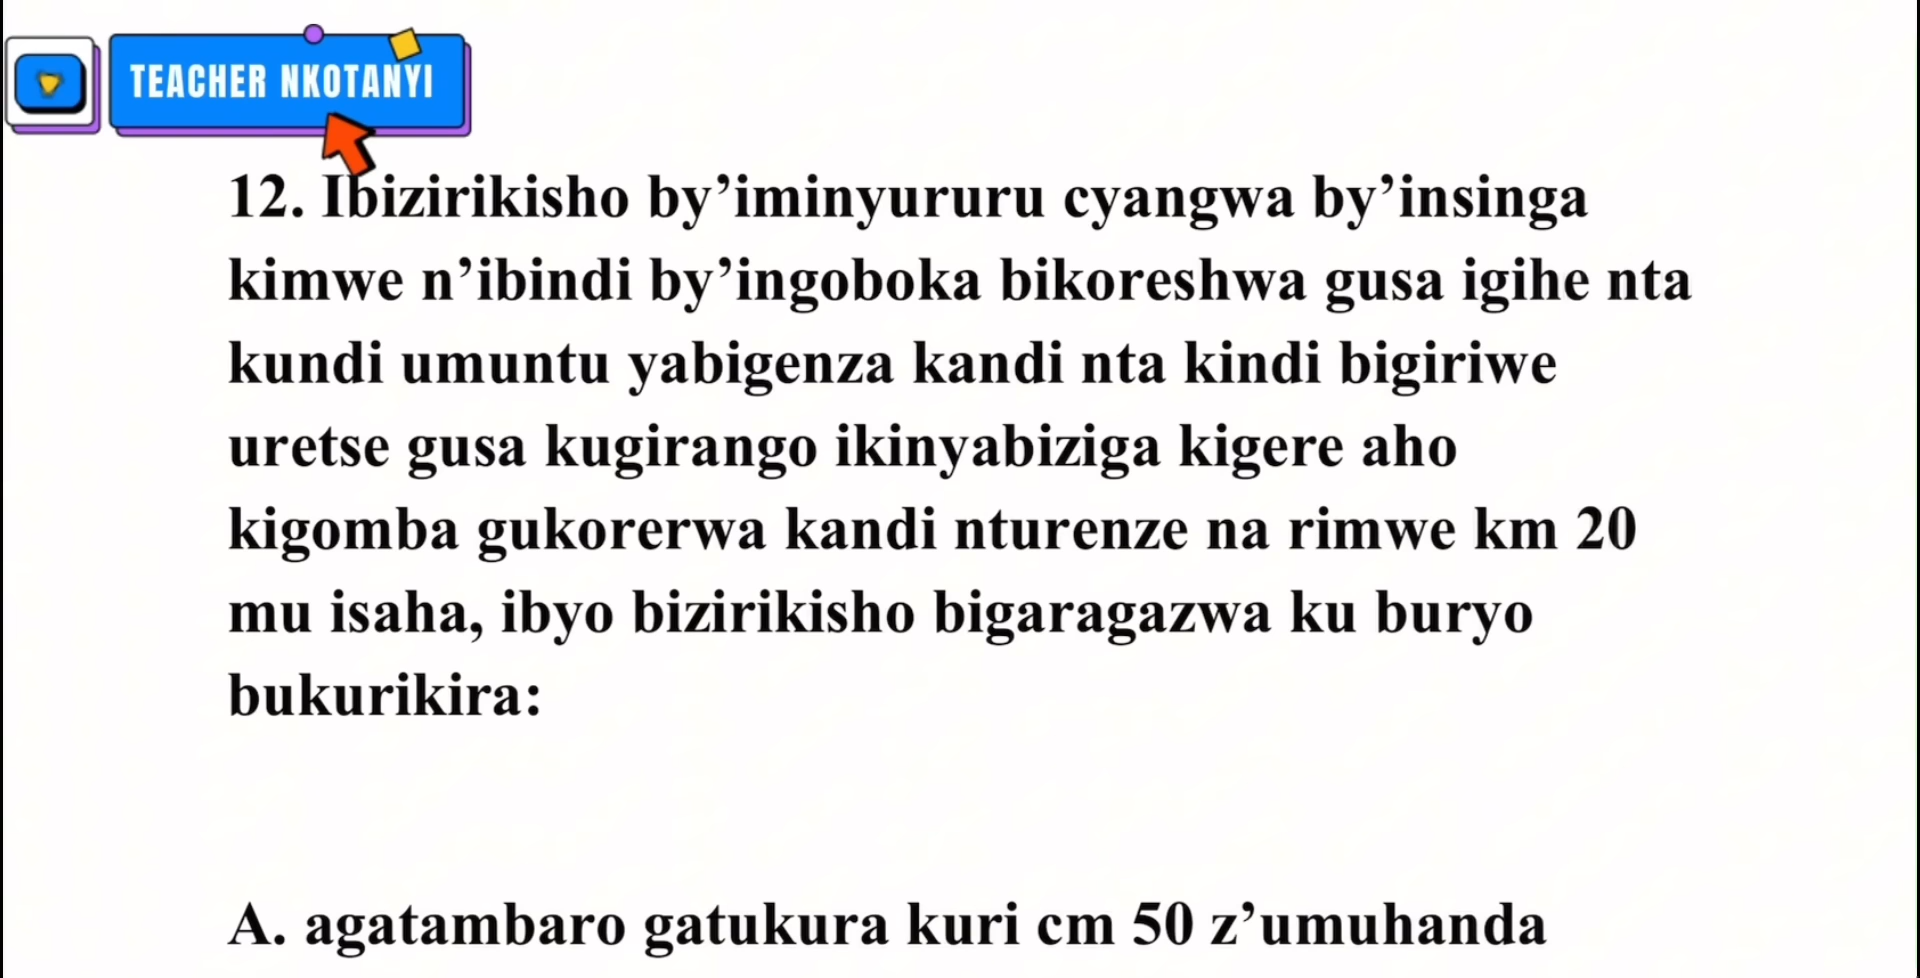 TEACHER NKOTANYI
12. Ibizirikisho by’iminyururu cyangwa by’insinga
kimwe n’ibindi by’ingoboka bikoreshwa gusa igihe nta
kundi umuntu yabigenza kandi nta kindi bigiriwe
uretse gusa kugirango ikinyabiziga kigere aho
kigomba gukorerwa kandi nturenze na rimwe km 20
mu isaha, ibyo bizirikisho bigaragazwa ku buryo
bukurikira:
A. agatambaro gatukura kuri cm 50 z’umuhanda